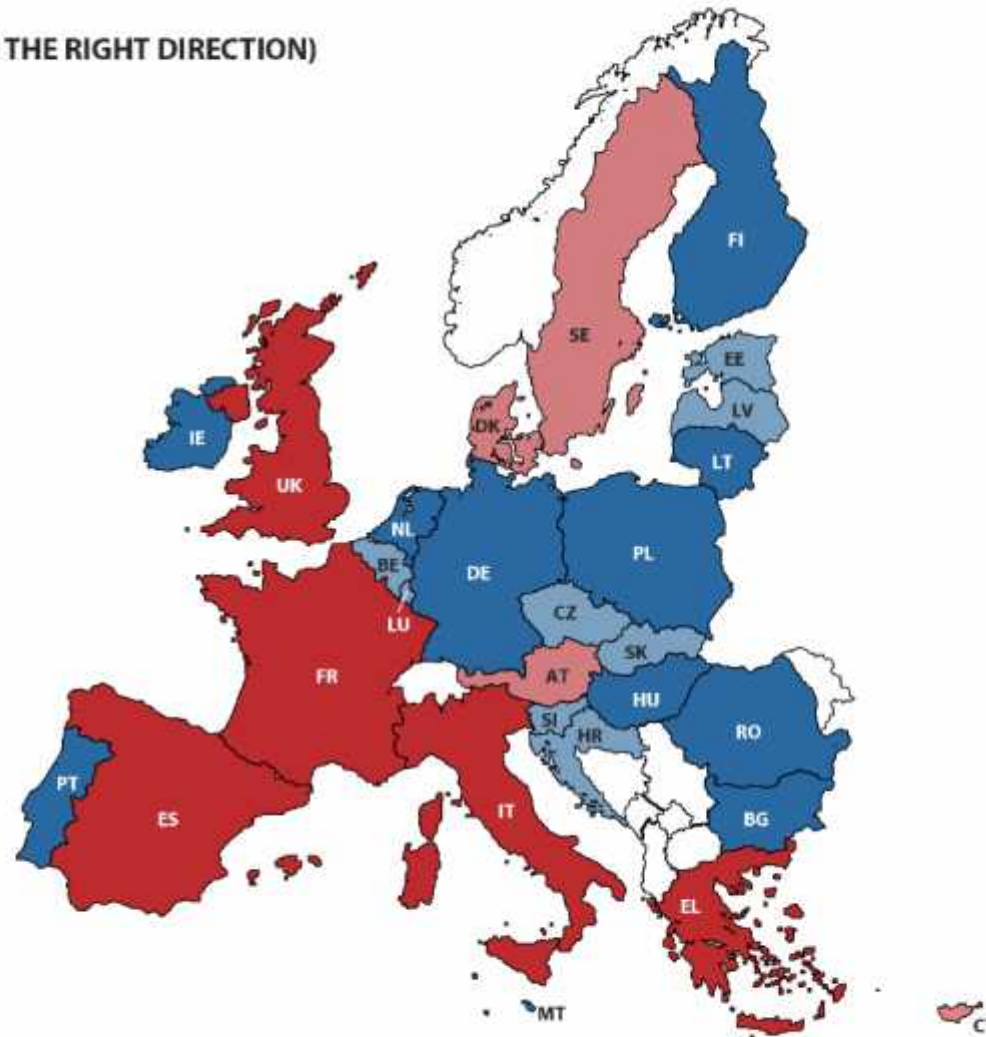 THE RIGHT DIRECTION)
FI
SE
EE
LV
DK
LT
IE
UK
NL
PL
BE
DE
CZ
LU
SK
FR
AT
HU
SI
HR
RO
PT
ES
IT
BG
EL
MT
C